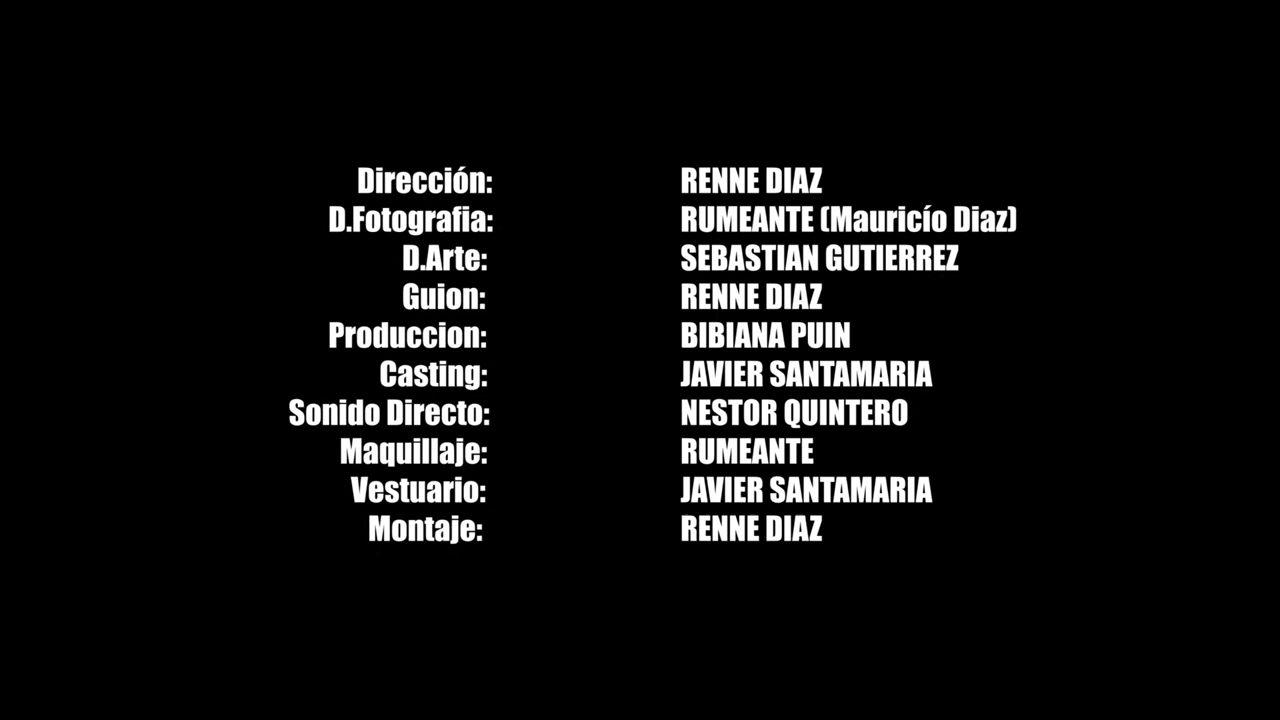 Dirección: RENNE DIAZ
D.Fotografia: RUMEANTE (Mauricío Diaz)
D.Arte: SEBASTIAN GUTIERREZ
Guion: RENNE DIAZ
Produccion: BIBIANA PUIN
Casting: JAVIER SANTAMARIA
Sonido Directo: NESTOR QUINTERO
Maquillaje: RUMEANTE
Vestuario: JAVIER SANTAMARIA
Montaje: RENNE DIAZ